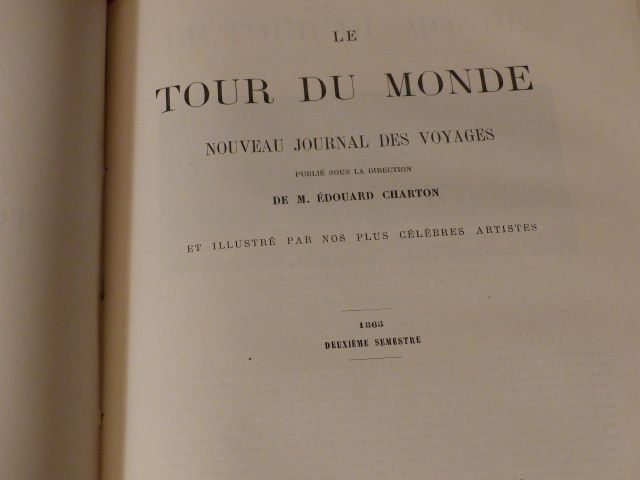 LE
TOUR DU MONDE
NOUVEAU JOURNAL DES VOYAGES
PUBLIÉ SOUS LA DIRECTION
DE M. ÉDOUARD CHARTON
ET ILLUSTRÉ PAR NOS PLUS CÉLÈBRES ARTISTES
1865
DEUXIÈME SEMESTRE